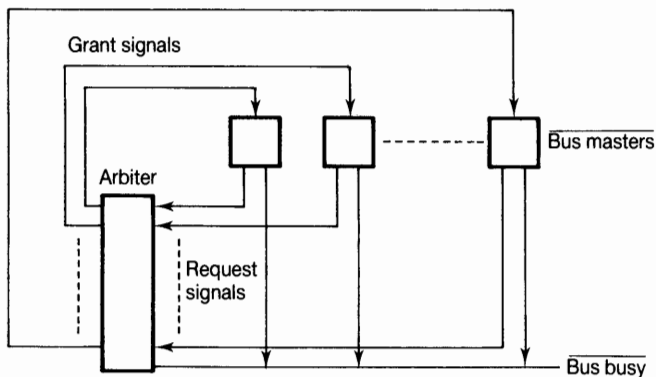 Grant signals
Bus masters
Arbiter
Request
signals
Bus busy